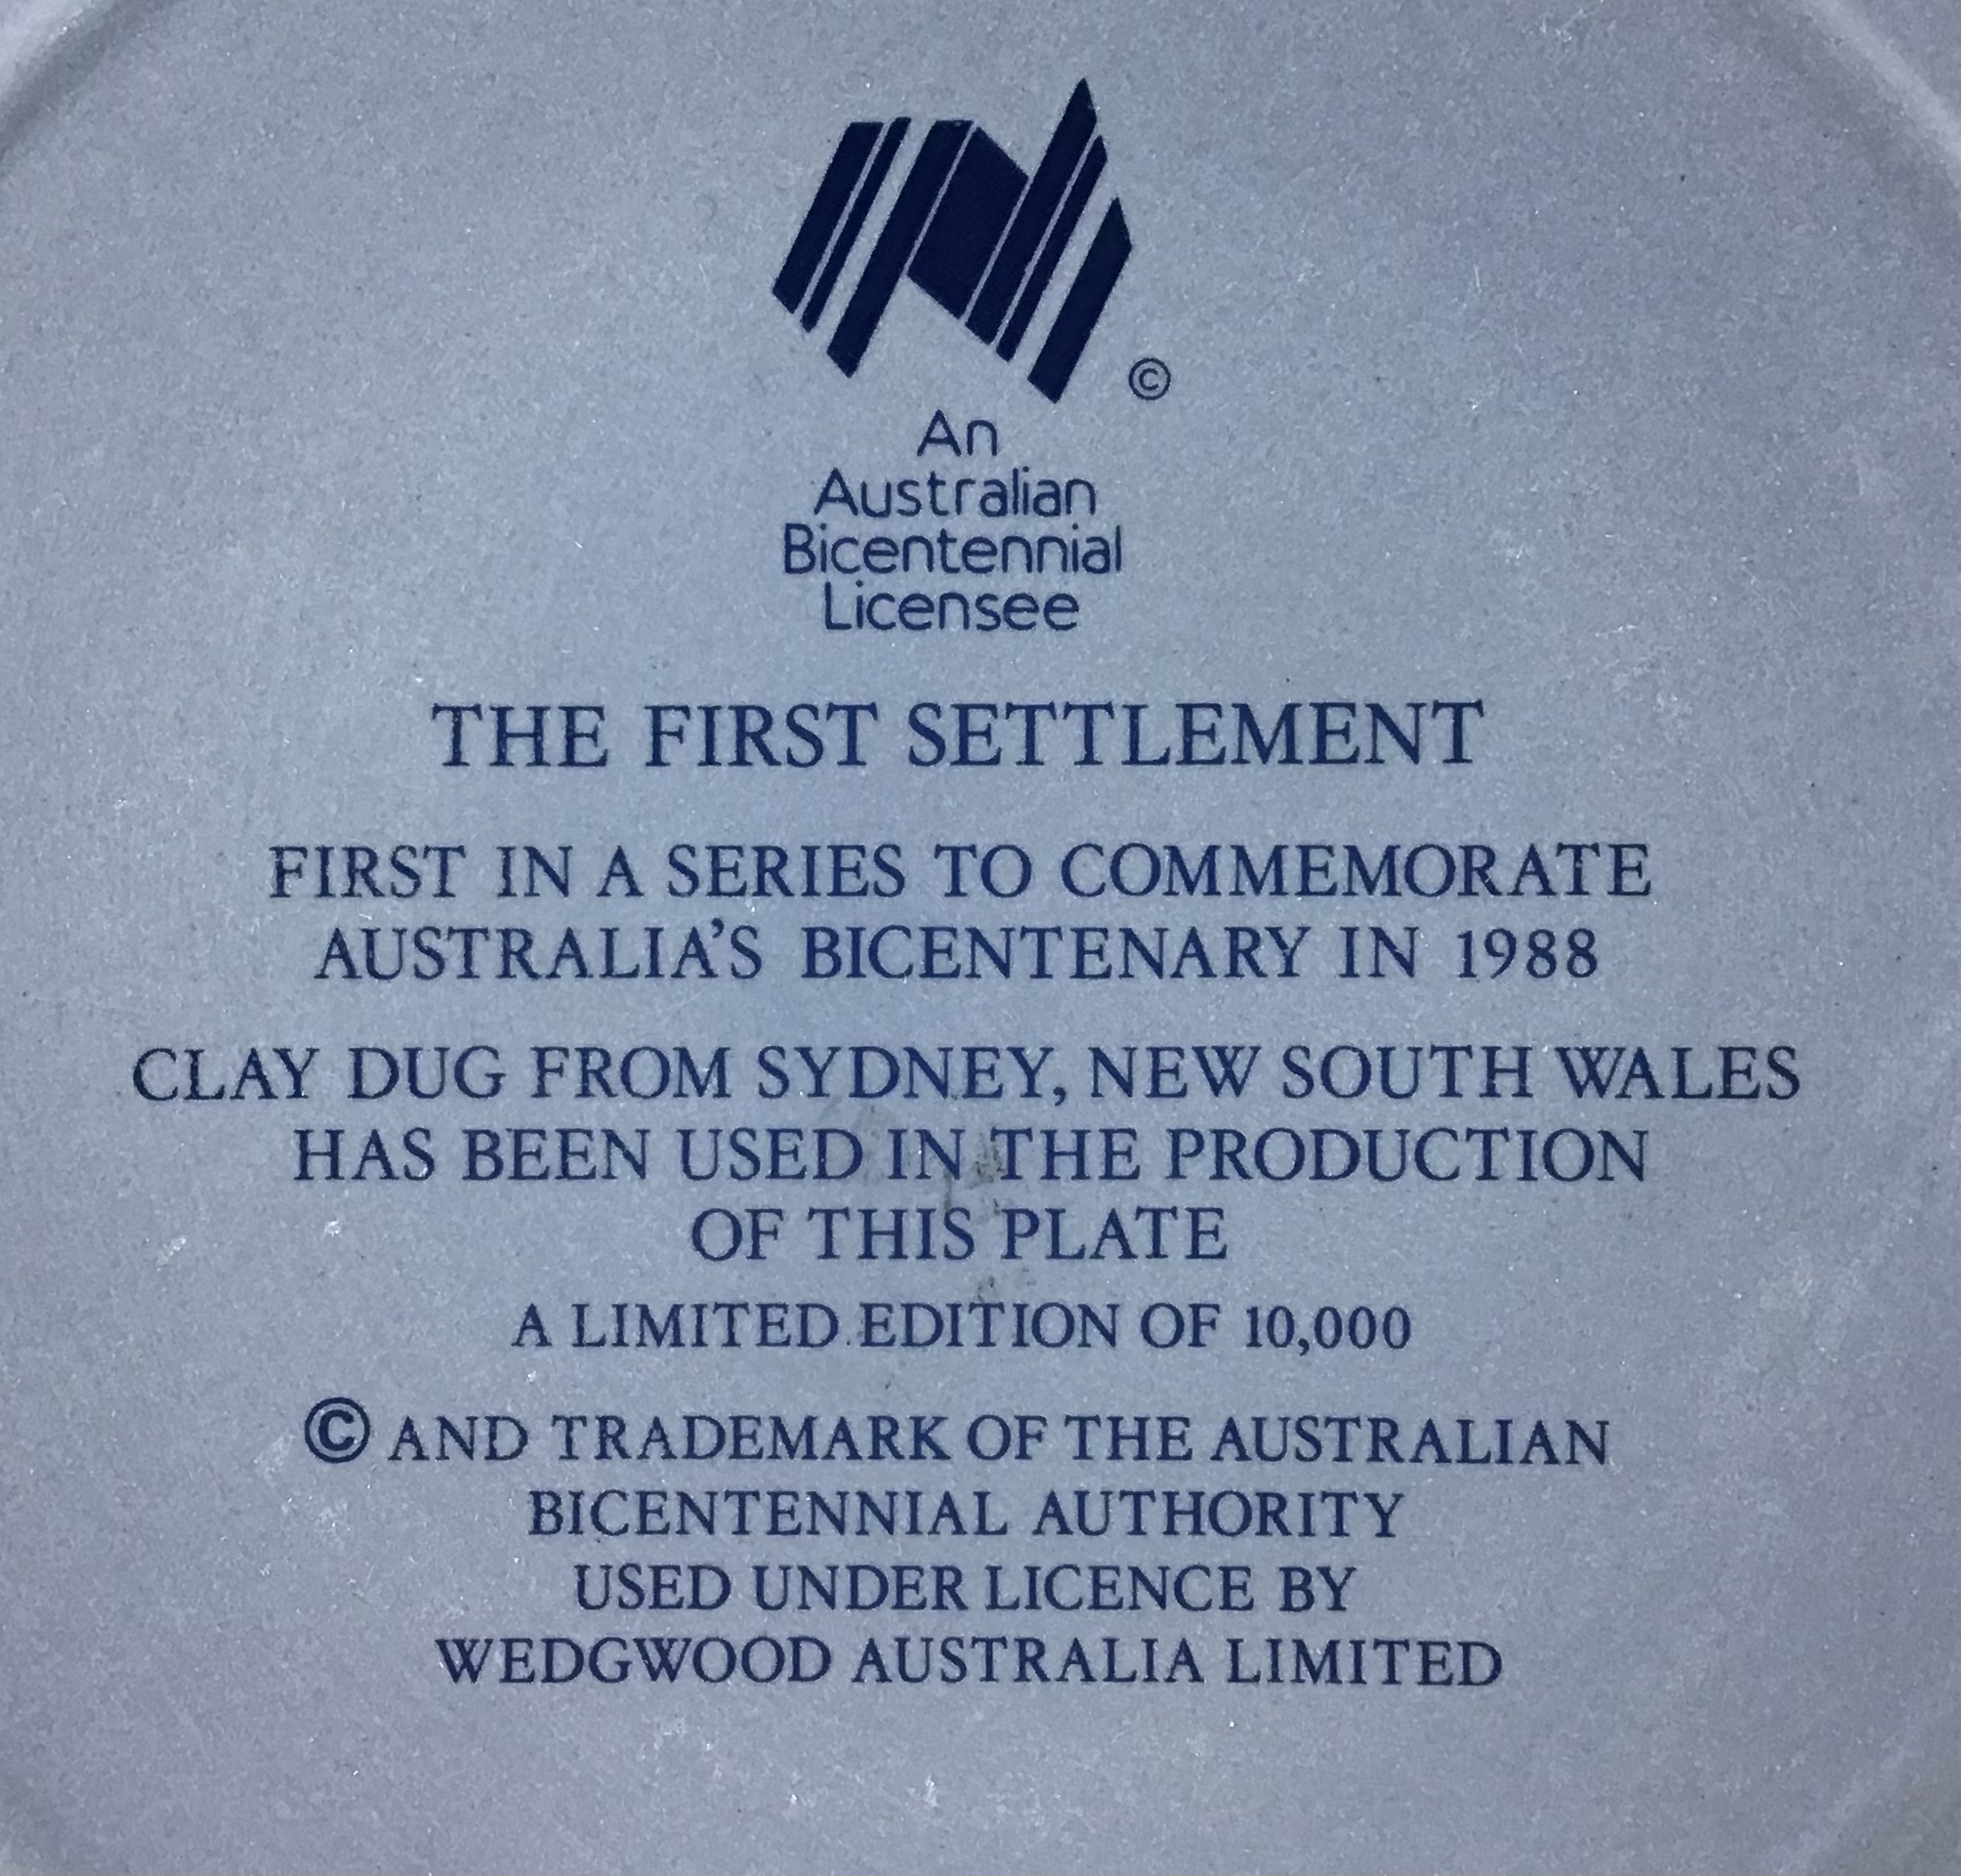 ©
An
Australian
Bicentennial
Licensee
THE FIRST SETTLEMENT
FIRST IN A SERIES TO COMMEMORATE
AUSTRALIA'S BICENTENARY IN 1988
CLAY DUG FROM SYDNEY, NEW SOUTH WALES
HAS BEEN USED IN THE PRODUCTION
OF THIS PLATE
A LIMITED EDITION OF 10,000
© AND TRADEMARK OF THE AUSTRALIAN
BICENTENNIAL AUTHORITY
USED UNDER LICENCE BY
WEDGWOOD AUSTRALIA LIMITED